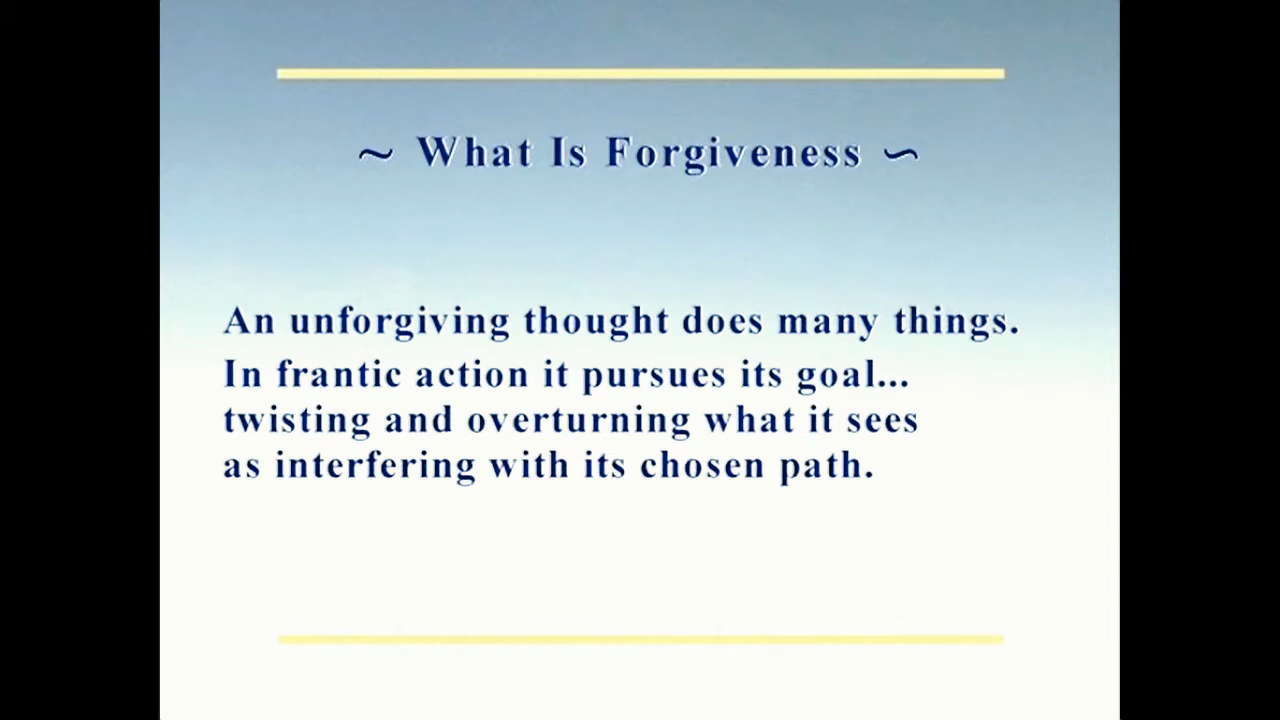 ~ What Is Forgiveness ~
An unforgiving thought does many things.
In frantic action it pursues its goal...
twisting and overturning what it sees
as interfering with its chosen path.